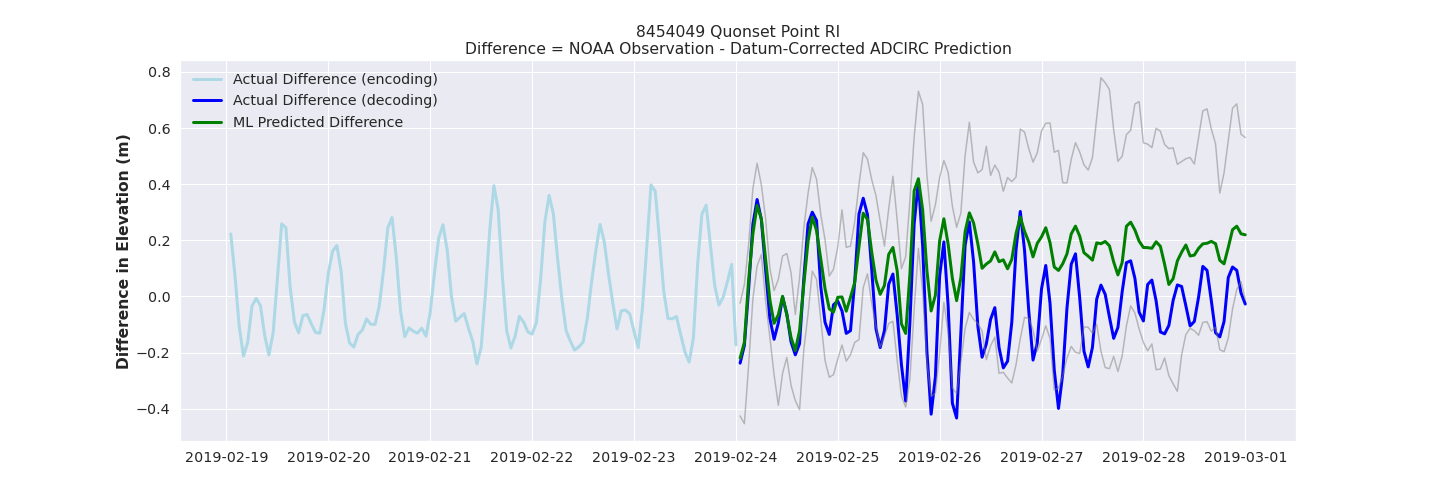 8454049 Quonset Point RI
Difference = NOAA Observation - Datum-Corrected ADCIRC Prediction
Actual Difference (encoding)
Actual Difference (decoding)
ML Predicted Difference
Difference in Elevation (m)
0.8
0.6
0.4
0.2
0.0
−0.2
−0.4
2019-02-19 2019-02-20 2019-02-21 2019-02-22 2019-02-23 2019-02-24 2019-02-25 2019-02-26 2019-02-27 2019-02-28 2019-03-01